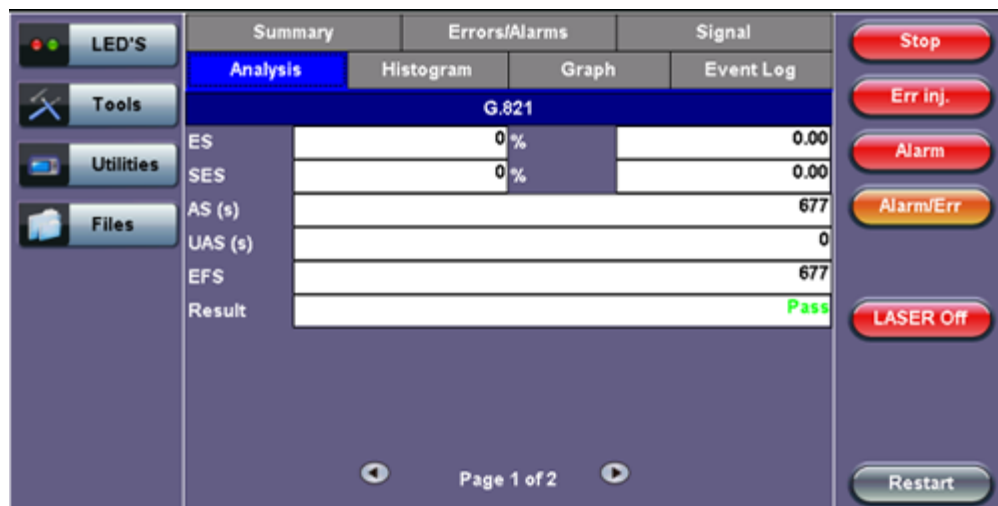 LED'S
Tools
Utilities
Files
Summary Errors/Alarms Signal
Analysis Histogram Graph Event Log
G.821
ES 0 % 0.00
SES 0 % 0.00
AS (s) 677
UAS (s) 0
EFS 677
Result Pass
Page 1 of 2
Stop
Err inj.
Alarm
Alarm/Err
LASER Off
Restart